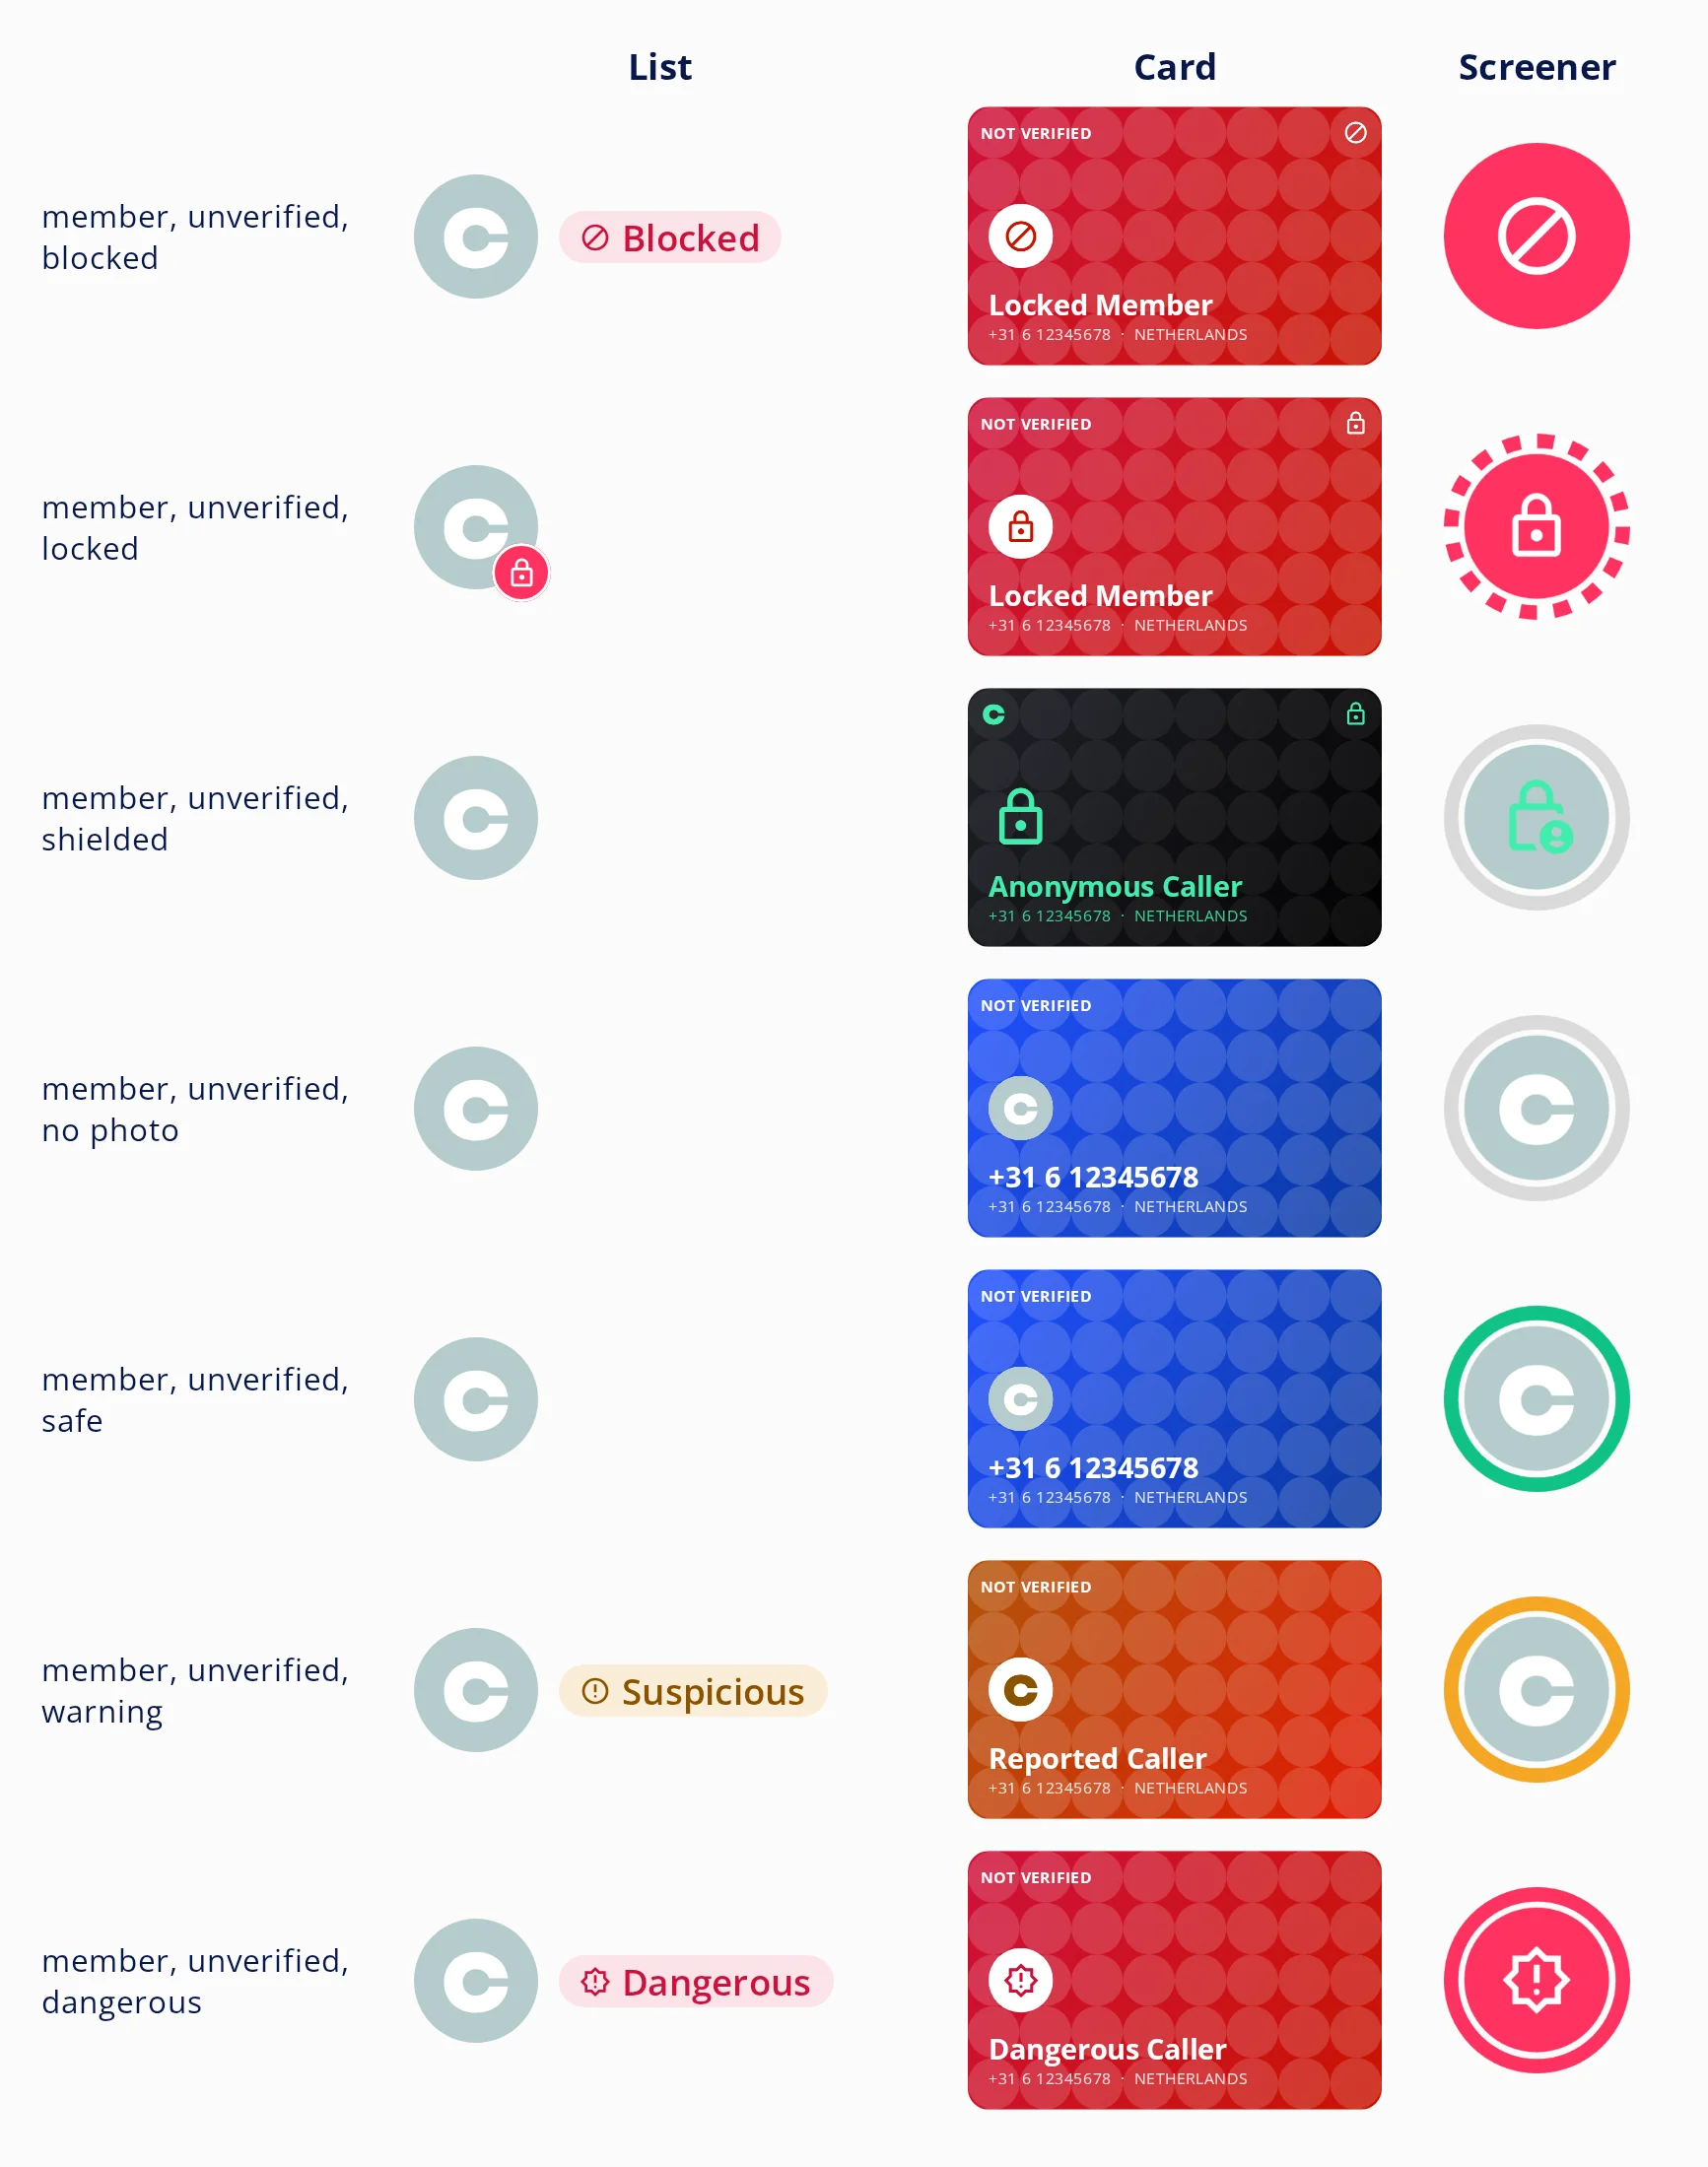 List
Card
Screener
member, unverified,
blocked
Blocked
NOT VERIFIED
Locked Member
+31 6 12345678 · NETHERLANDS
member, unverified,
locked
NOT VERIFIED
Locked Member
+31 6 12345678 · NETHERLANDS
member, unverified,
shielded
Anonymous Caller
+31 6 12345678 · NETHERLANDS
member, unverified,
no photo
NOT VERIFIED
+31 6 12345678
+31 6 12345678 · NETHERLANDS
member, unverified,
safe
NOT VERIFIED
+31 6 12345678
+31 6 12345678 · NETHERLANDS
member, unverified,
warning
Suspicious
NOT VERIFIED
Reported Caller
+31 6 12345678 · NETHERLANDS
member, unverified,
dangerous
Dangerous
NOT VERIFIED
Dangerous Caller
+31 6 12345678 · NETHERLANDS